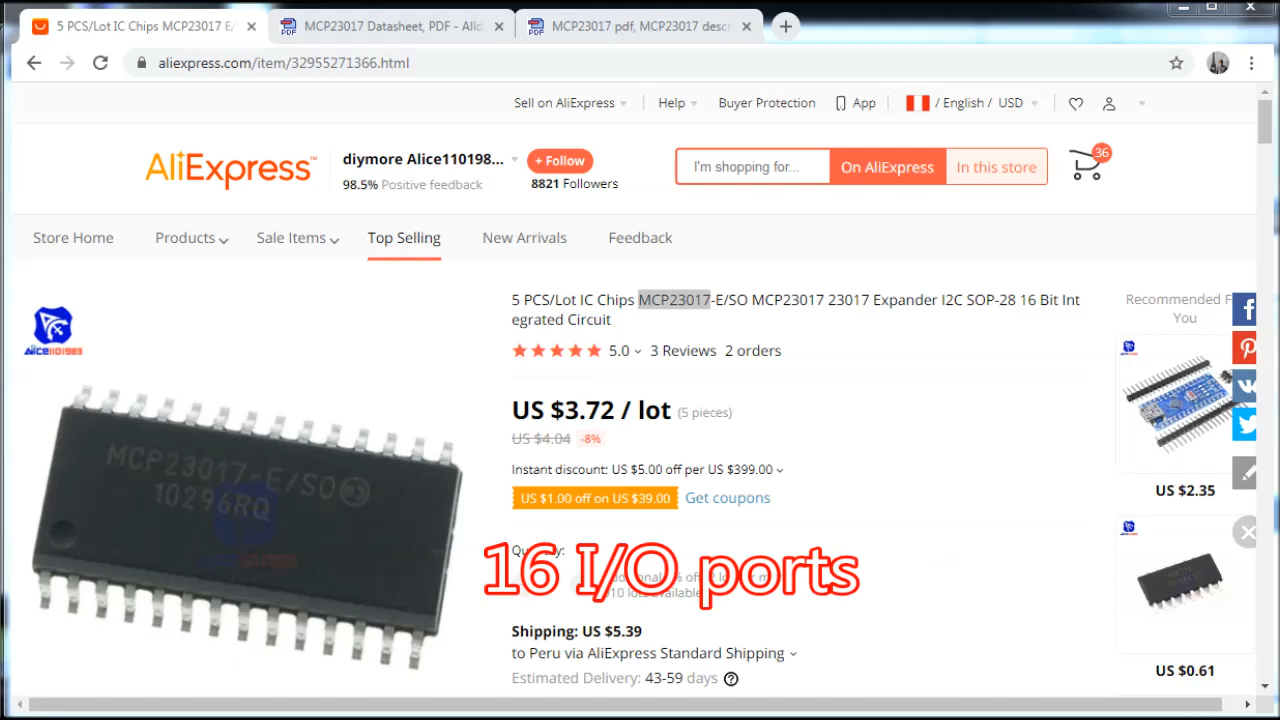 5 PCS/Lot IC Chips MCP23017 E/
MCP23017 Datasheet, PDF - Alld
MCP23017 pdf, MCP23017 descr
aliexpress.com/item/32955271366.html
Sell on AliExpress
Help
Buyer Protection
App
/ English / USD
AliExpress™
diymore Alice110198...
+ Follow
98.5% Positive feedback
8821 Followers
I'm shopping for...
On AliExpress
In this store
36
Store Home
Products
Sale Items
Top Selling
New Arrivals
Feedback
Alice1101983
MCP23017-E/SO
10296RQ
5 PCS/Lot IC Chips MCP23017-E/SO MCP23017 23017 Expander I2C SOP-28 16 Bit Int
egrated Circuit
5.0
3 Reviews
2 orders
US $3.72 / lot (5 pieces)
US $4.04 -8%
Instant discount: US $5.00 off per US $399.00
US $1.00 off on US $39.00
Get coupons
16 I/O ports
Shipping: US $5.39
to Peru via AliExpress Standard Shipping
Estimated Delivery: 43-59 days
Recommended F
You
US $2.35
US $0.61